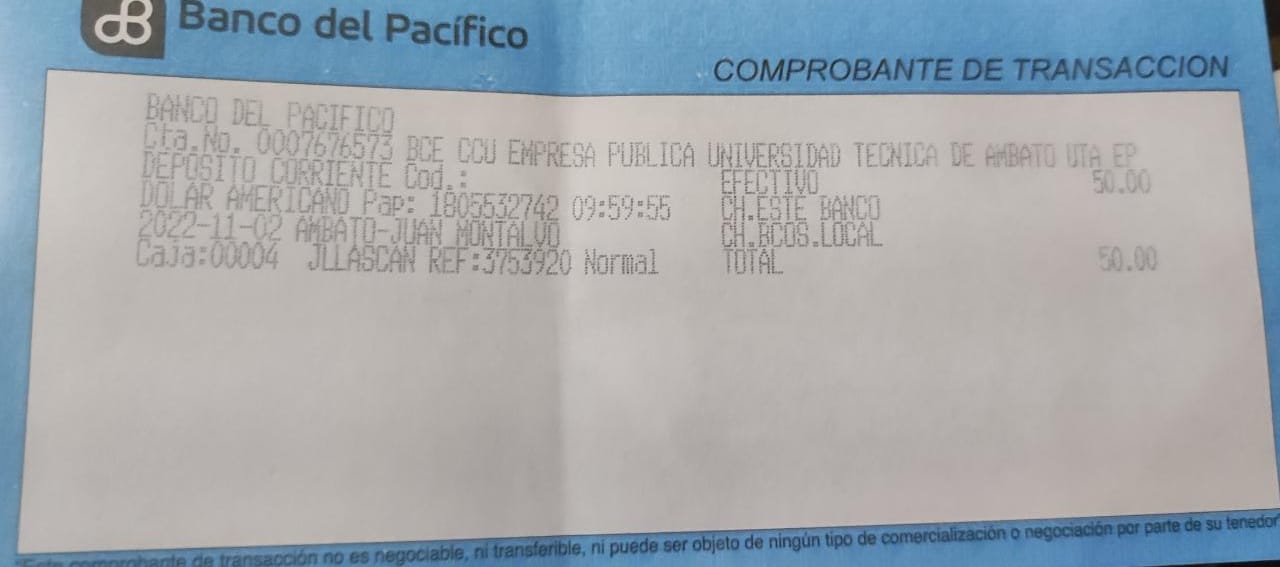 Banco del Pacífico
COMPROBANTE DE TRANSACCION
BANCO DEL PACIFICO
Cta.No. 0007676573 BCE CCU EMPRESA PUBLICA UNIVERSIDAD TECNICA DE AMBATO UTA EP
DEPOSITO CORRIENTE Cod.: EFECTIVO 50.00
DOLAR AMERICANO Pap: 1805532742 09:59:55 CH.ESTE BANCO
2022-11-02 AMBATO-JUAN MONTALVO CH.BCOS.LOCAL
Caja:00004 JLLASCAN REF:3753920 Normal TOTAL 50.00
*Este comprobante de transacción no es negociable, ni transferible, ni puede ser objeto de ningún tipo de comercialización o negociación por parte de su tenedor